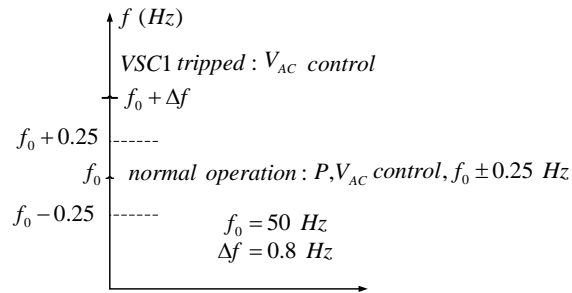 f (Hz)
VSC1 tripped : V_AC control
f_0 + Δf
f_0 + 0.25
f_0 normal operation : P,V_AC control, f_0 ± 0.25 Hz
f_0 − 0.25
f_0 = 50 Hz
Δf = 0.8 Hz